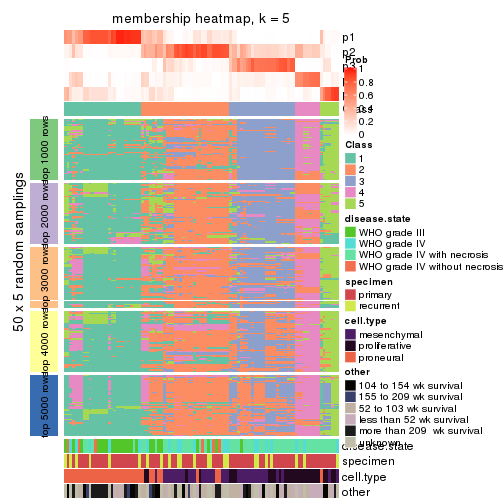 membership heatmap, k = 5
p1
p2
p3
Prob
1
0.8
0.6
0.4
0.2
0
Class
Class
1
2
3
4
5
disease.state
WHO grade III
WHO grade IV
WHO grade IV with necrosis
WHO grade IV without necrosis
specimen
primary
recurrent
cell.type
mesenchymal
proliferative
proneural
other
104 to 154 wk survival
155 to 209 wk survival
52 to 103 wk survival
less than 52 wk survival
more than 209 wk survival
unknown
50 x 5 random samplings
top 1000 rows
top 2000 rows
top 3000 rows
top 4000 rows
top 5000 rows
disease.state
specimen
cell.type
other